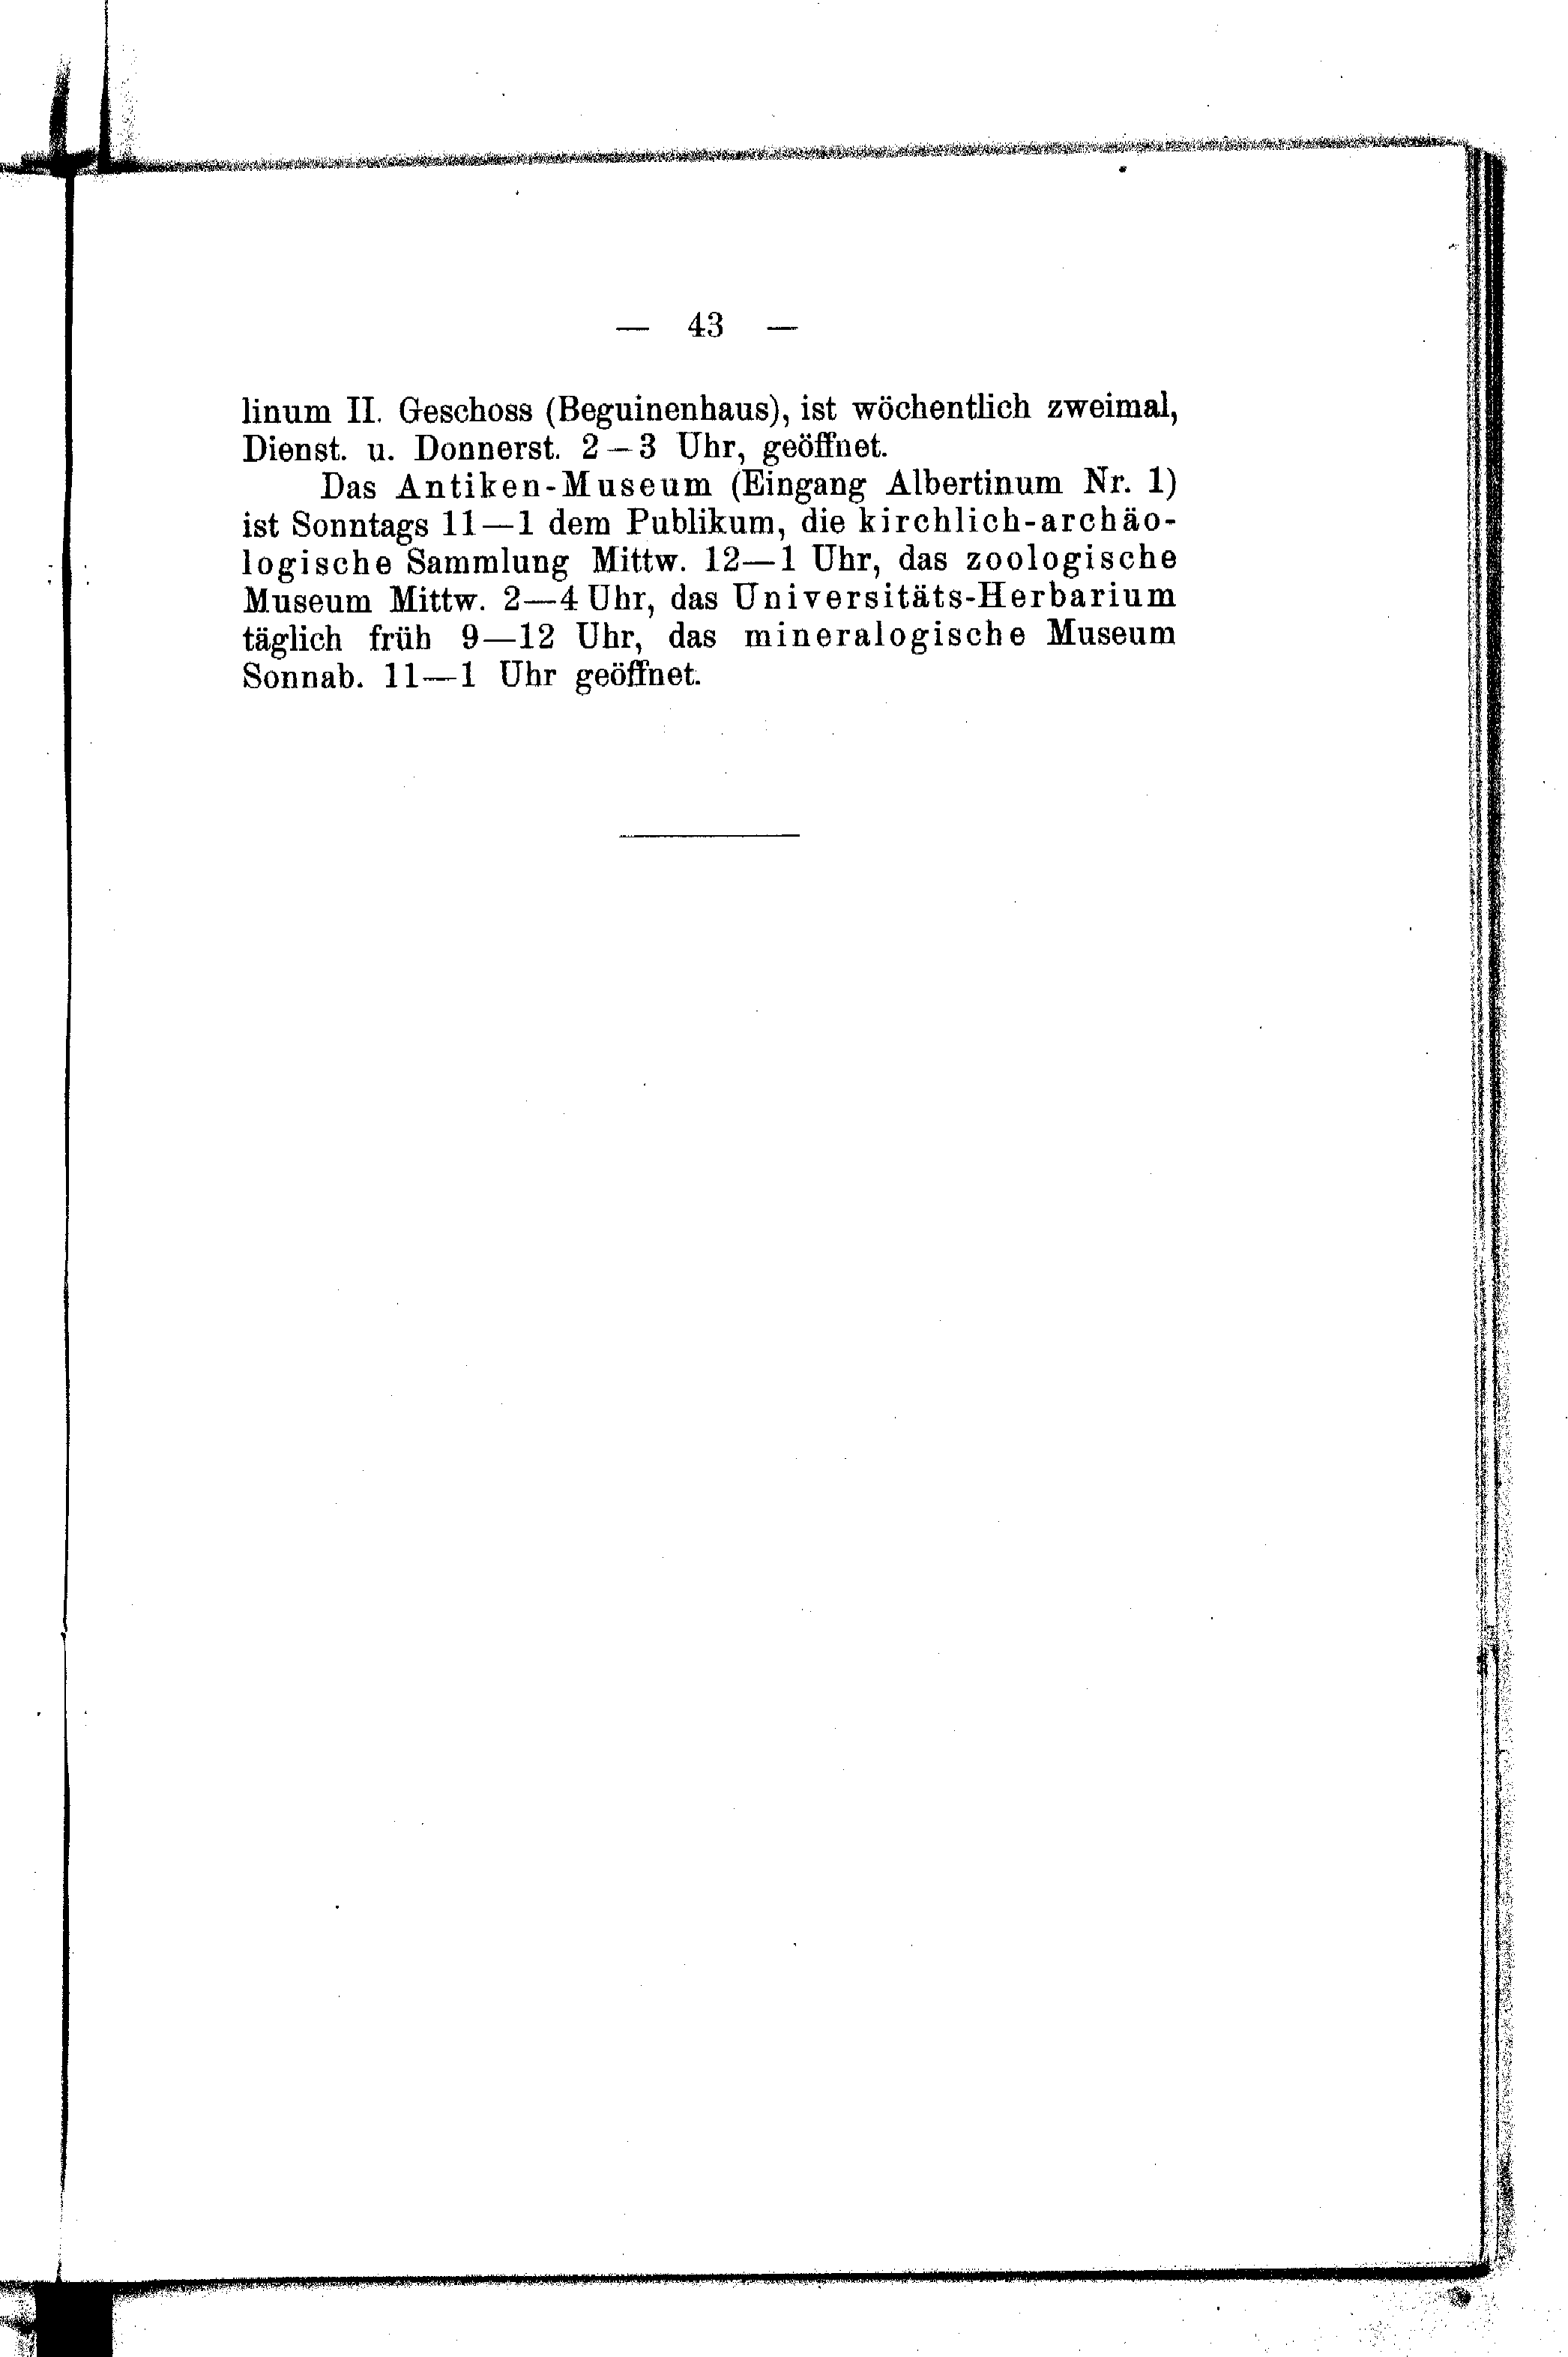 — 43 —
linum II. Geschoss (Beguinenhaus), ist wöchentlich zweimal,
Dienst. u. Donnerst. 2–3 Uhr, geöffnet.
Das Antiken-Museum (Eingang Albertinum Nr. 1)
ist Sonntags 11—1 dem Publikum, die kirchlich-archäo-
logische Sammlung Mittw. 12—1 Uhr, das zoologische
Museum Mittw. 2—4 Uhr, das Universitäts-Herbarium
täglich früh 9—12 Uhr, das mineralogische Museum
Sonnab. 11—1 Uhr geöffnet.